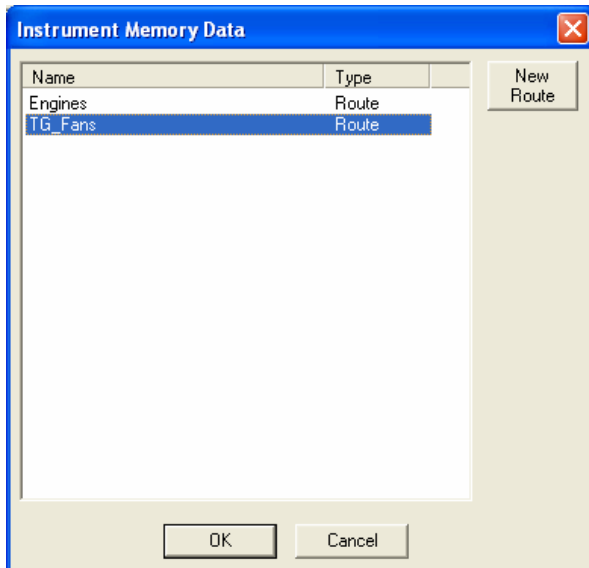 Instrument Memory Data
Name Type
New
Route
Engines Route
TG_Fans Route
OK Cancel